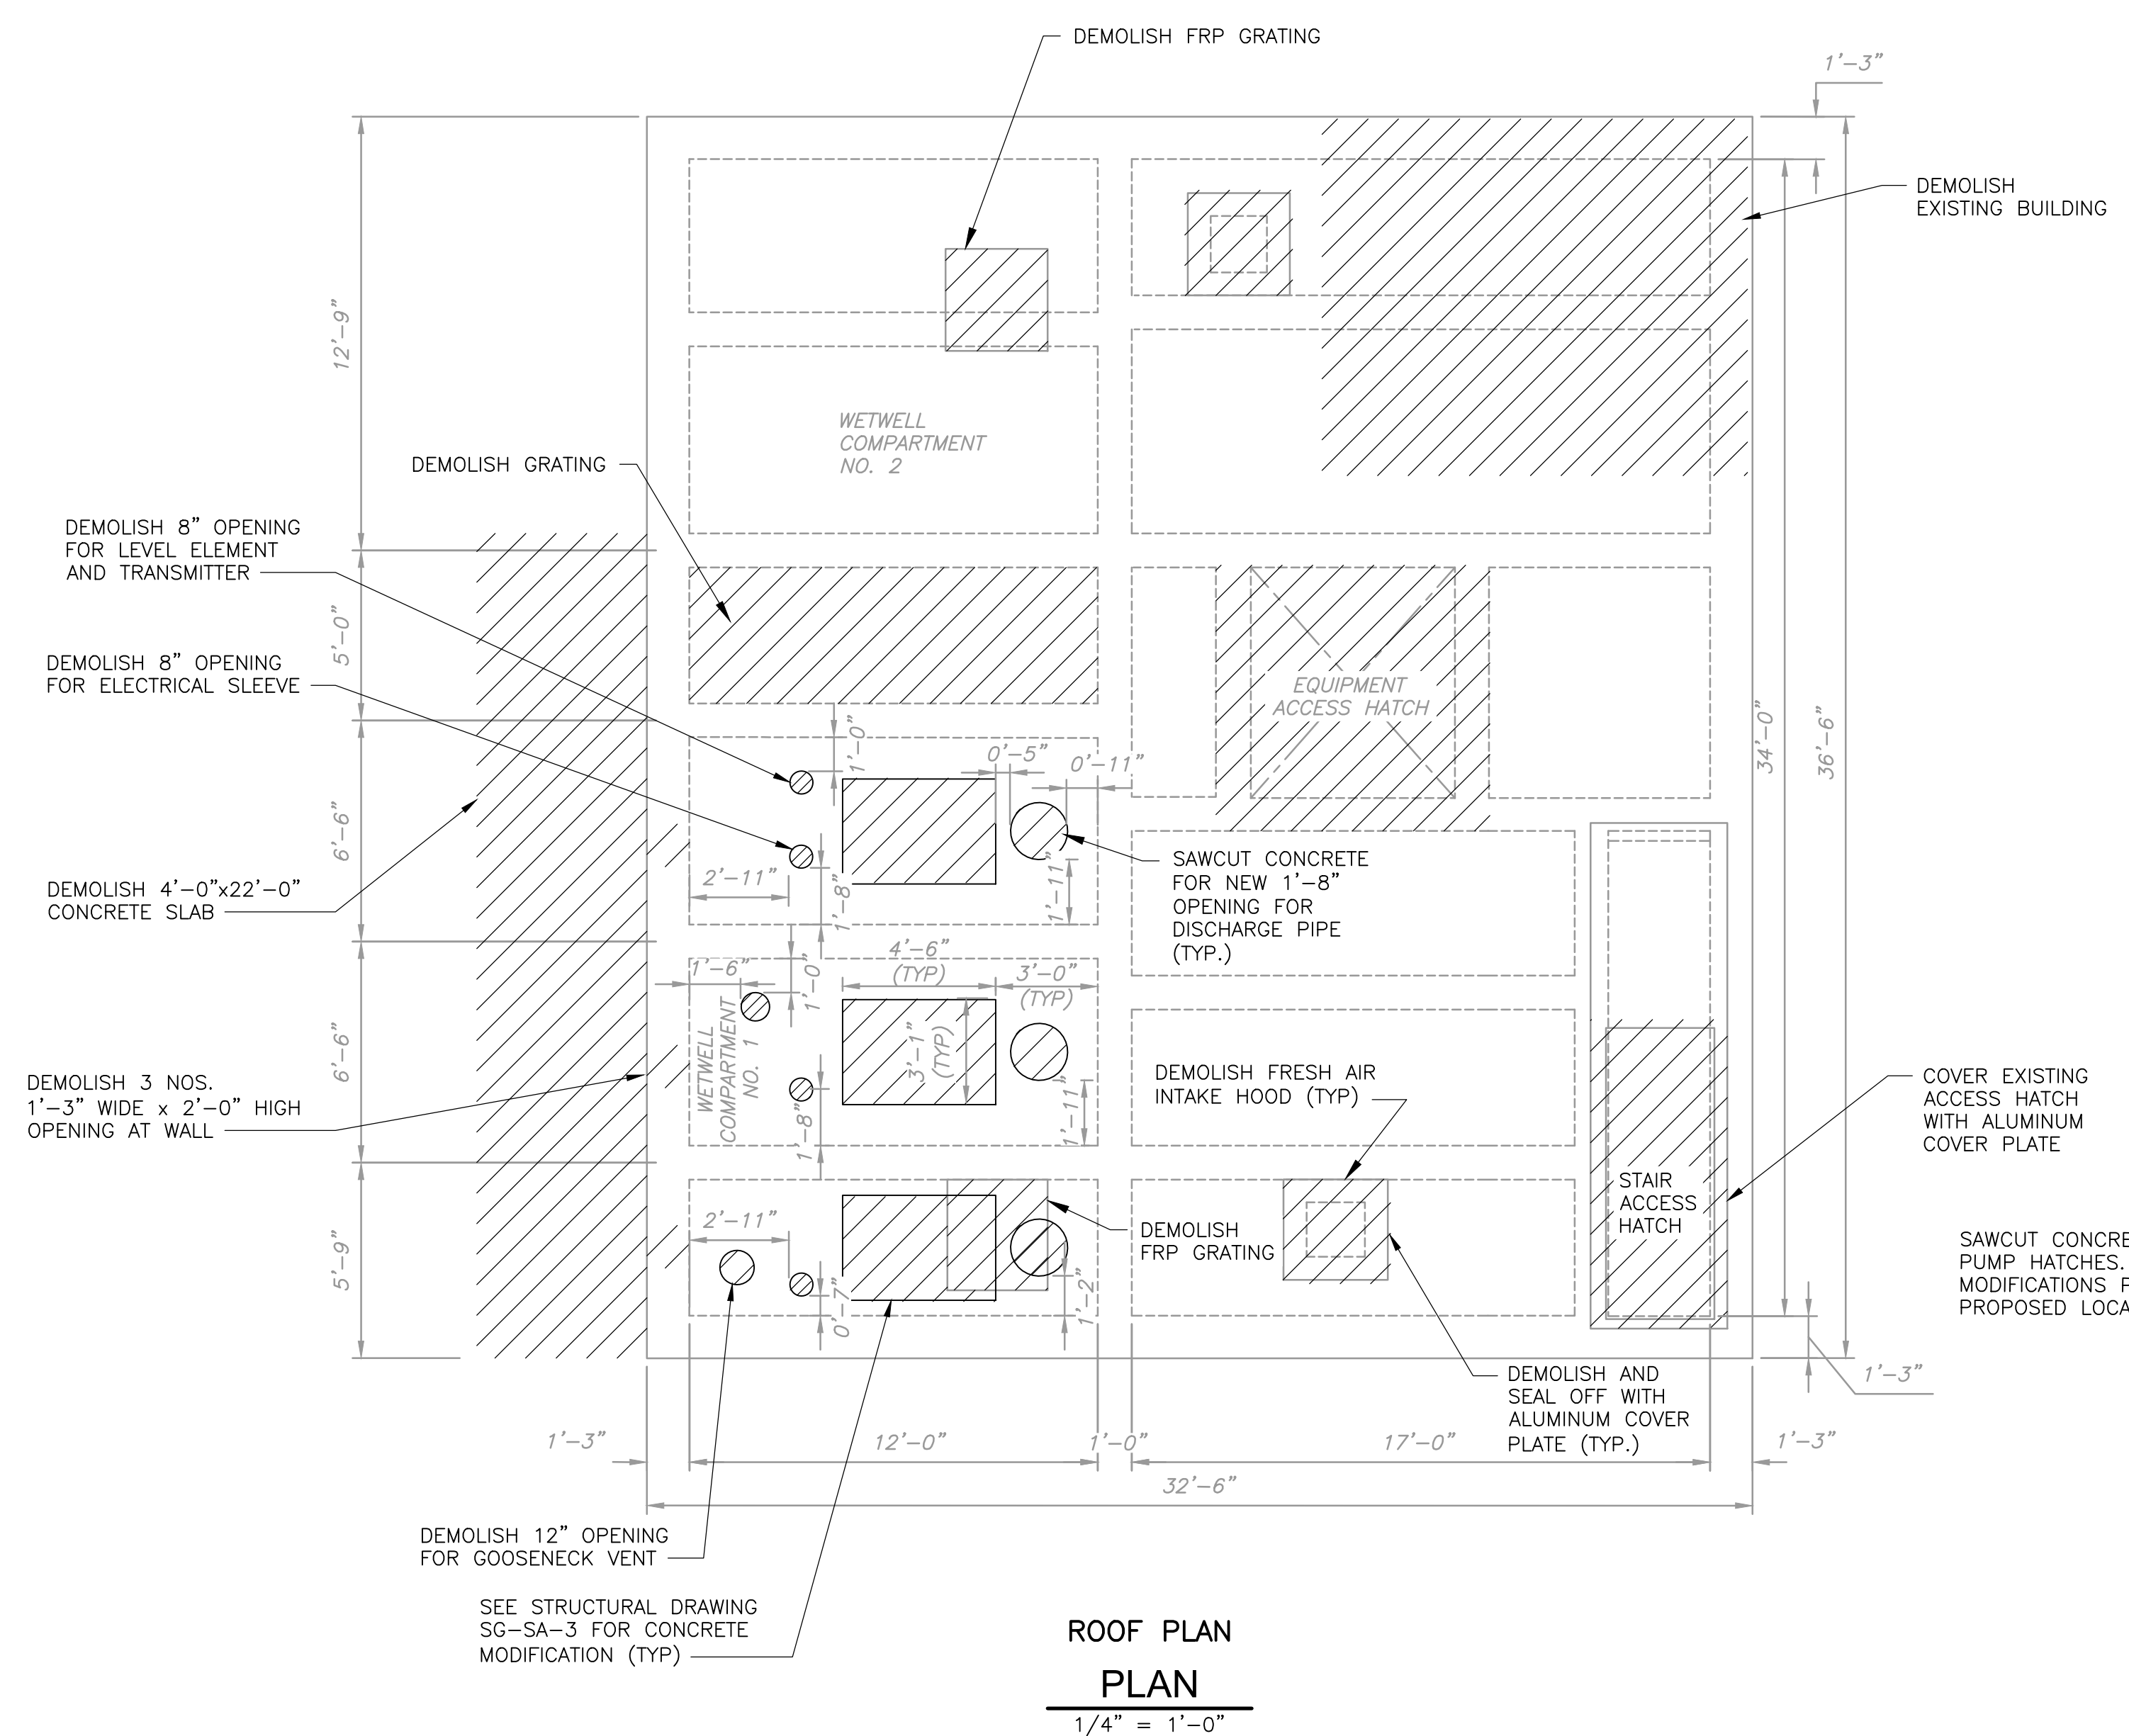 DEMOLISH FRP GRATING
1'-3"
DEMOLISH
EXISTING BUILDING
12'-9"
WETWELL
COMPARTMENT
NO. 2
DEMOLISH GRATING
DEMOLISH 8" OPENING
FOR LEVEL ELEMENT
AND TRANSMITTER
5'-0"
DEMOLISH 8" OPENING
FOR ELECTRICAL SLEEVE
EQUIPMENT
ACCESS HATCH
34'-0"
36'-6"
1'-0"
0'-5"
0'-11"
6'-6"
DEMOLISH 4'-0"x22'-0"
CONCRETE SLAB
2'-11"
1'-8"
1'-11"
SAWCUT CONCRETE
FOR NEW 1'-8"
OPENING FOR
DISCHARGE PIPE
(TYP.)
4'-6"
(TYP)
3'-0"
(TYP)
1'-6"
1'-0"
WETWELL
COMPARTMENT
NO. 1
3'-1"
(TYP)
6'-6"
1'-8"
1'-11"
DEMOLISH 3 NOS.
1'-3" WIDE x 2'-0" HIGH
OPENING AT WALL
DEMOLISH FRESH AIR
INTAKE HOOD (TYP)
COVER EXISTING
ACCESS HATCH
WITH ALUMINUM
COVER PLATE
STAIR
ACCESS
HATCH
5'-9"
2'-11"
0'-7"
1'-2"
DEMOLISH
FRP GRATING
SAWCUT CONCRE
PUMP HATCHES.
MODIFICATIONS F
PROPOSED LOCA
DEMOLISH AND
SEAL OFF WITH
ALUMINUM COVER
PLATE (TYP.)
1'-3"
1'-3"
12'-0"
1'-0"
17'-0"
1'-3"
32'-6"
DEMOLISH 12" OPENING
FOR GOOSENECK VENT
SEE STRUCTURAL DRAWING
SG-SA-3 FOR CONCRETE
MODIFICATION (TYP)
ROOF PLAN
PLAN
1/4" = 1'-0"